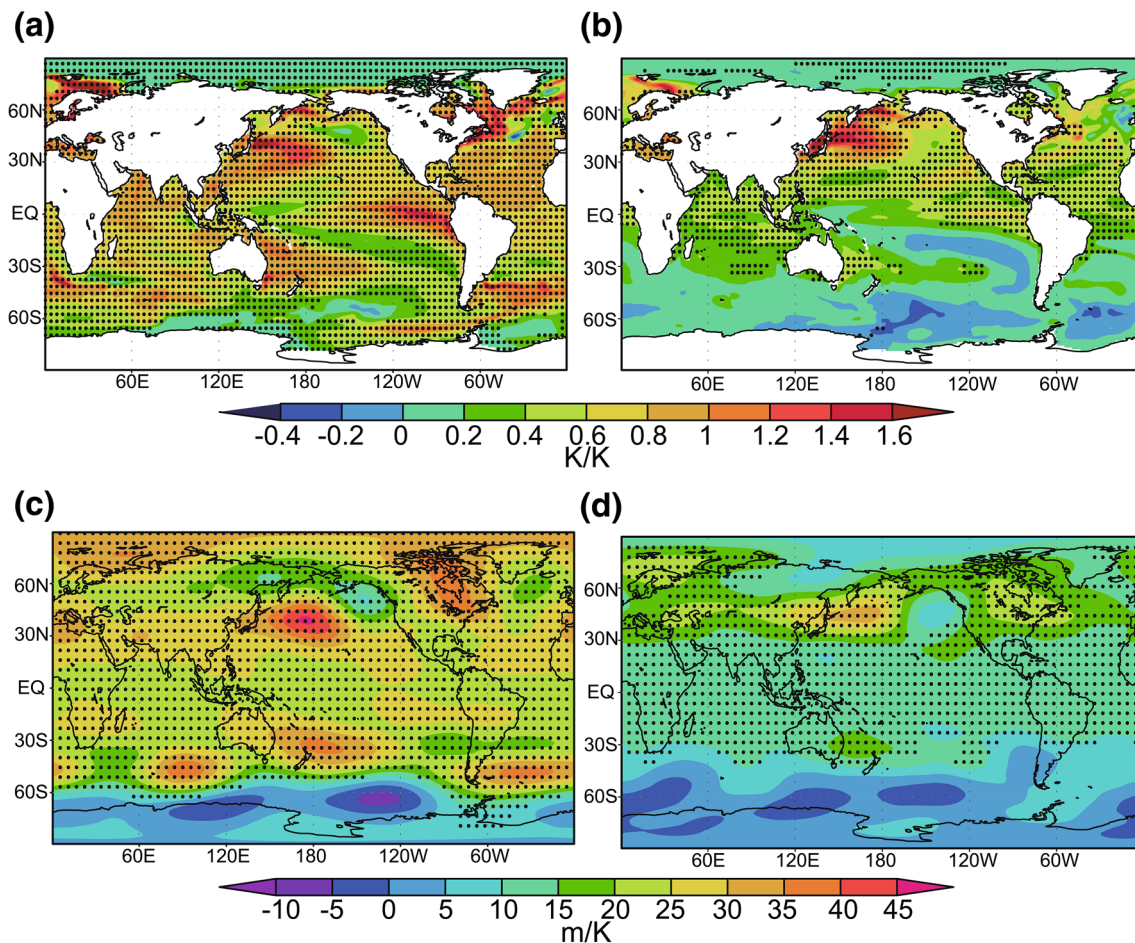 (a)
(b)
60N
30N
EQ
30S
60S
60E 120E 180 120W 60W
60N
30N
EQ
30S
60S
60E 120E 180 120W 60W
-0.4 -0.2 0 0.2 0.4 0.6 0.8 1 1.2 1.4 1.6
K/K
(c)
(d)
60N
30N
EQ
30S
60S
60E 120E 180 120W 60W
60N
30N
EQ
30S
60S
60E 120E 180 120W 60W
-10 -5 0 5 10 15 20 25 30 35 40 45
m/K